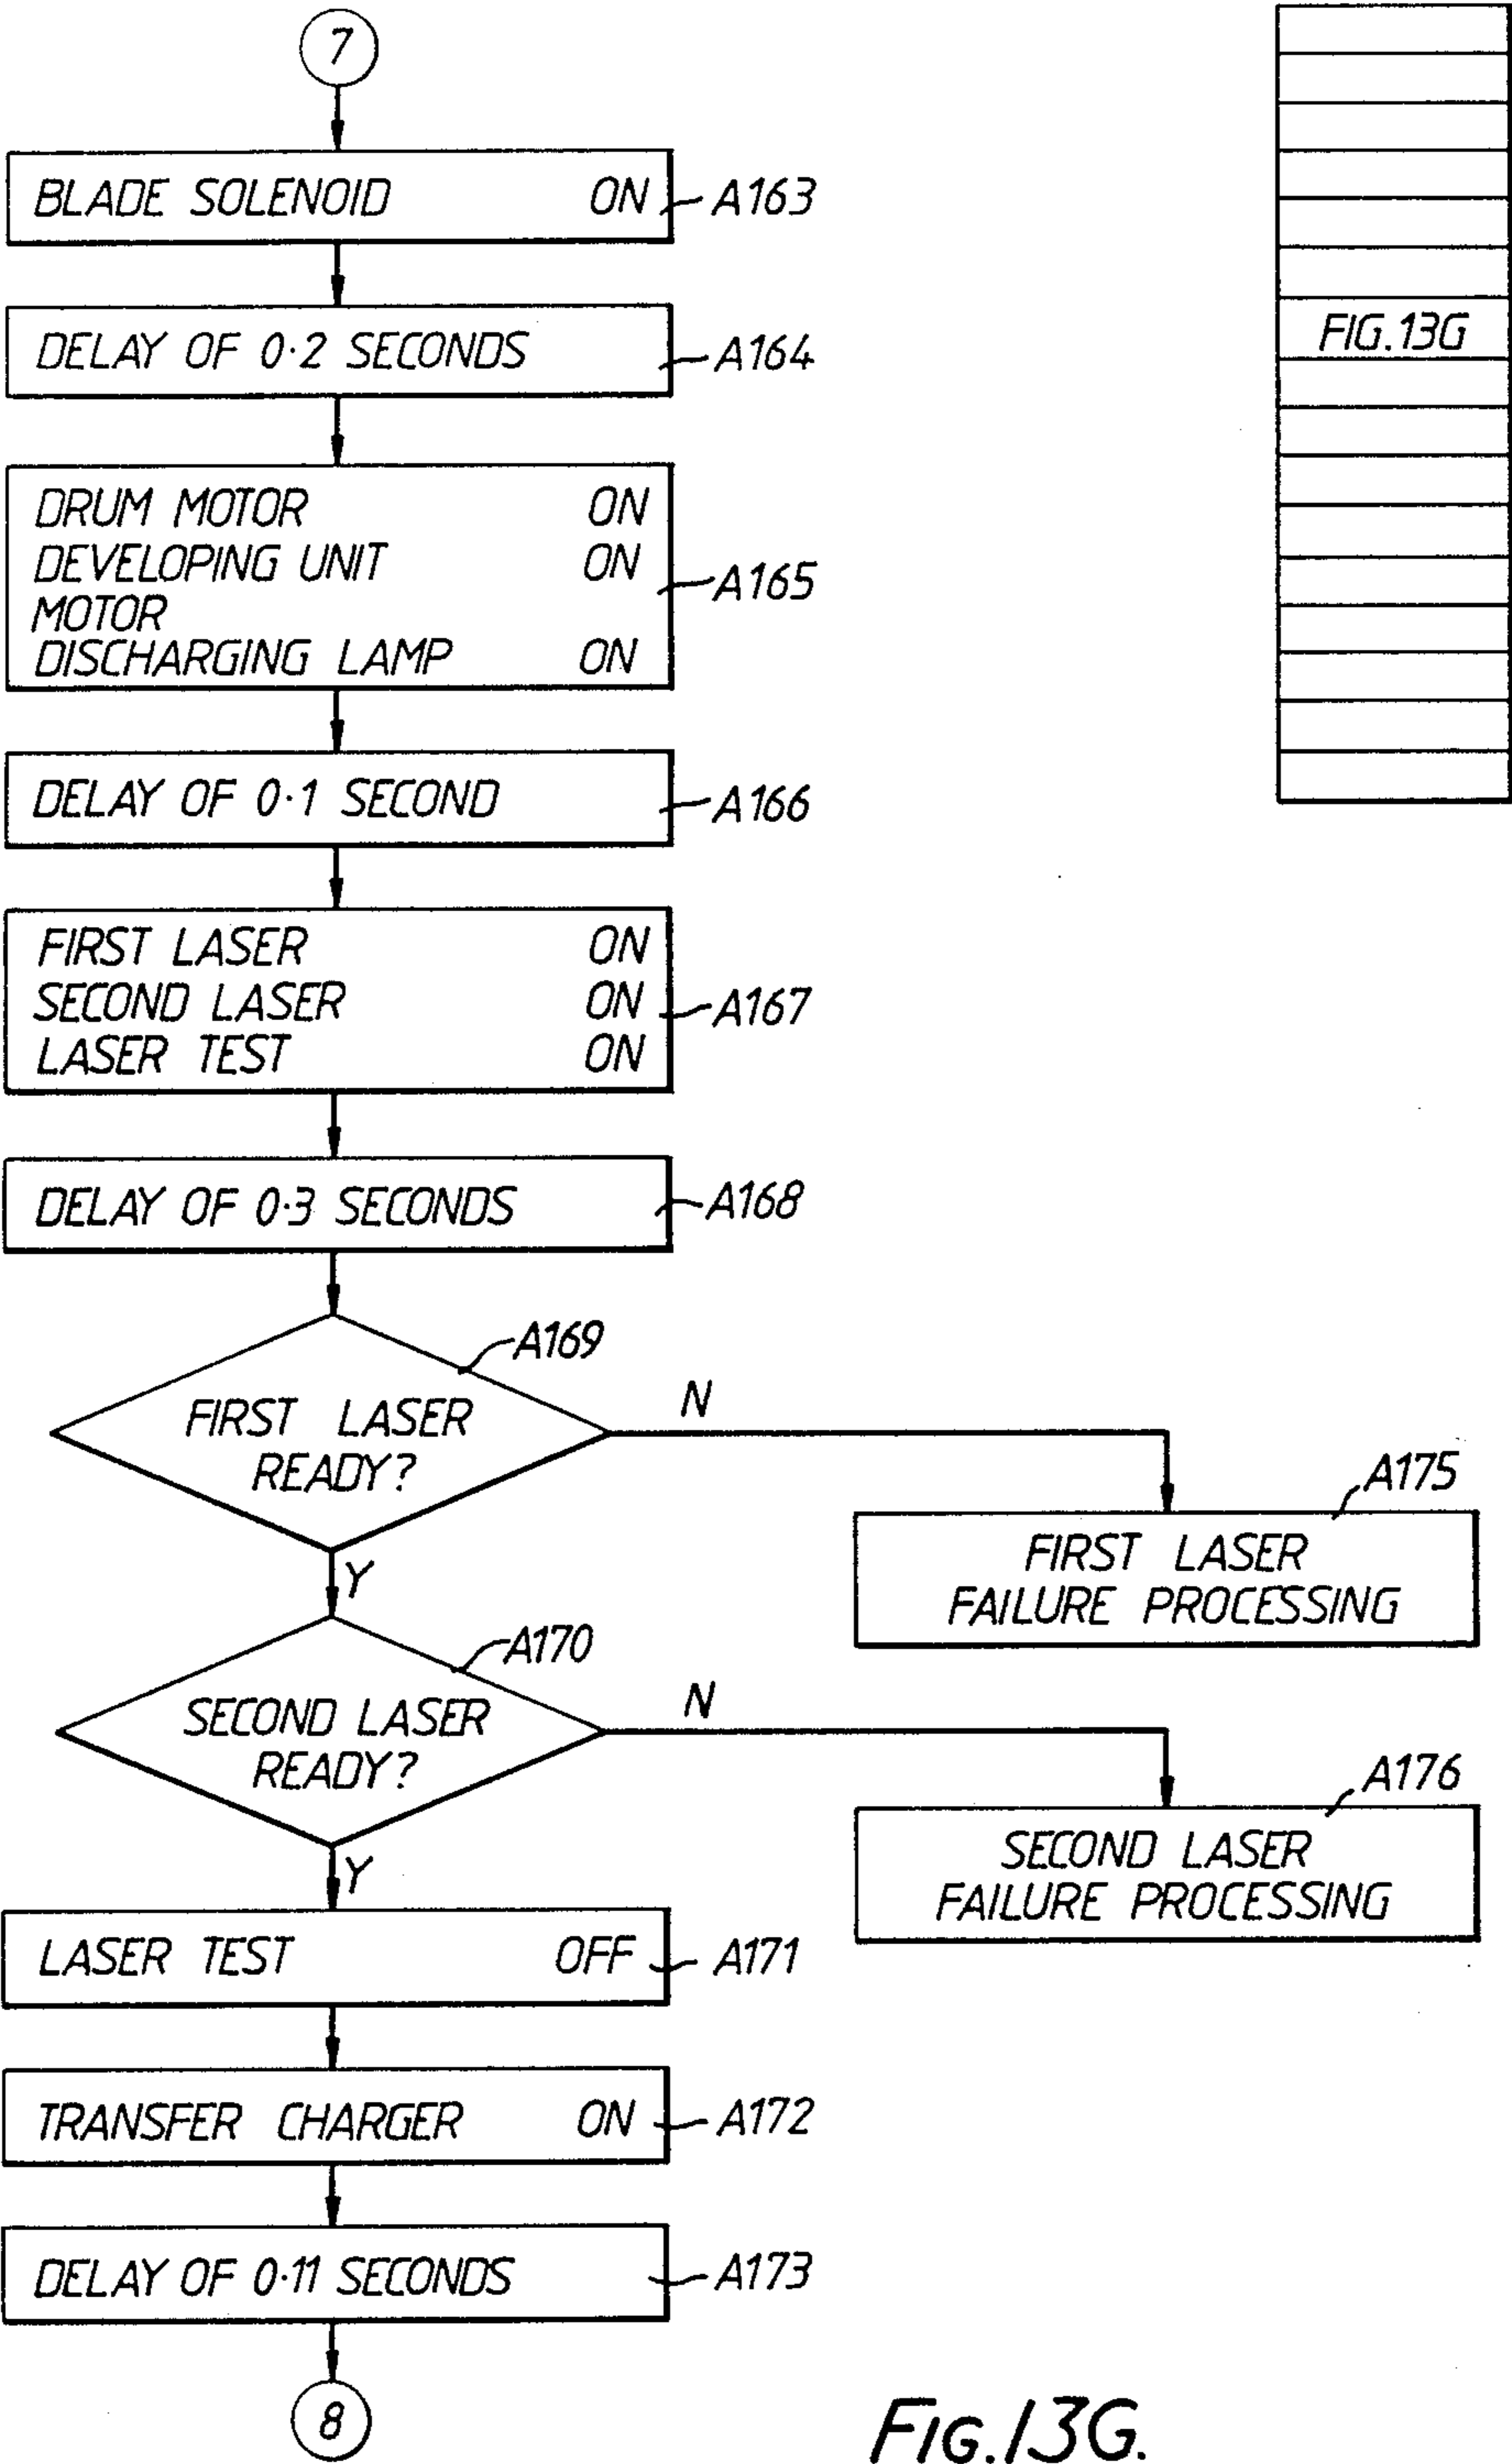 7
BLADE SOLENOID ON A163
DELAY OF 0·2 SECONDS A164
DRUM MOTOR ON
DEVELOPING UNIT ON
MOTOR
DISCHARGING LAMP ON
A165
DELAY OF 0·1 SECOND A166
FIRST LASER ON
SECOND LASER ON
LASER TEST ON
A167
DELAY OF 0·3 SECONDS A168
A169
FIRST LASER
READY?
N
Y
A175
FIRST LASER
FAILURE PROCESSING
A170
SECOND LASER
READY?
N
Y
A176
SECOND LASER
FAILURE PROCESSING
LASER TEST OFF A171
TRANSFER CHARGER ON A172
DELAY OF 0·11 SECONDS A173
8
FIG.13G
FIG.13G.